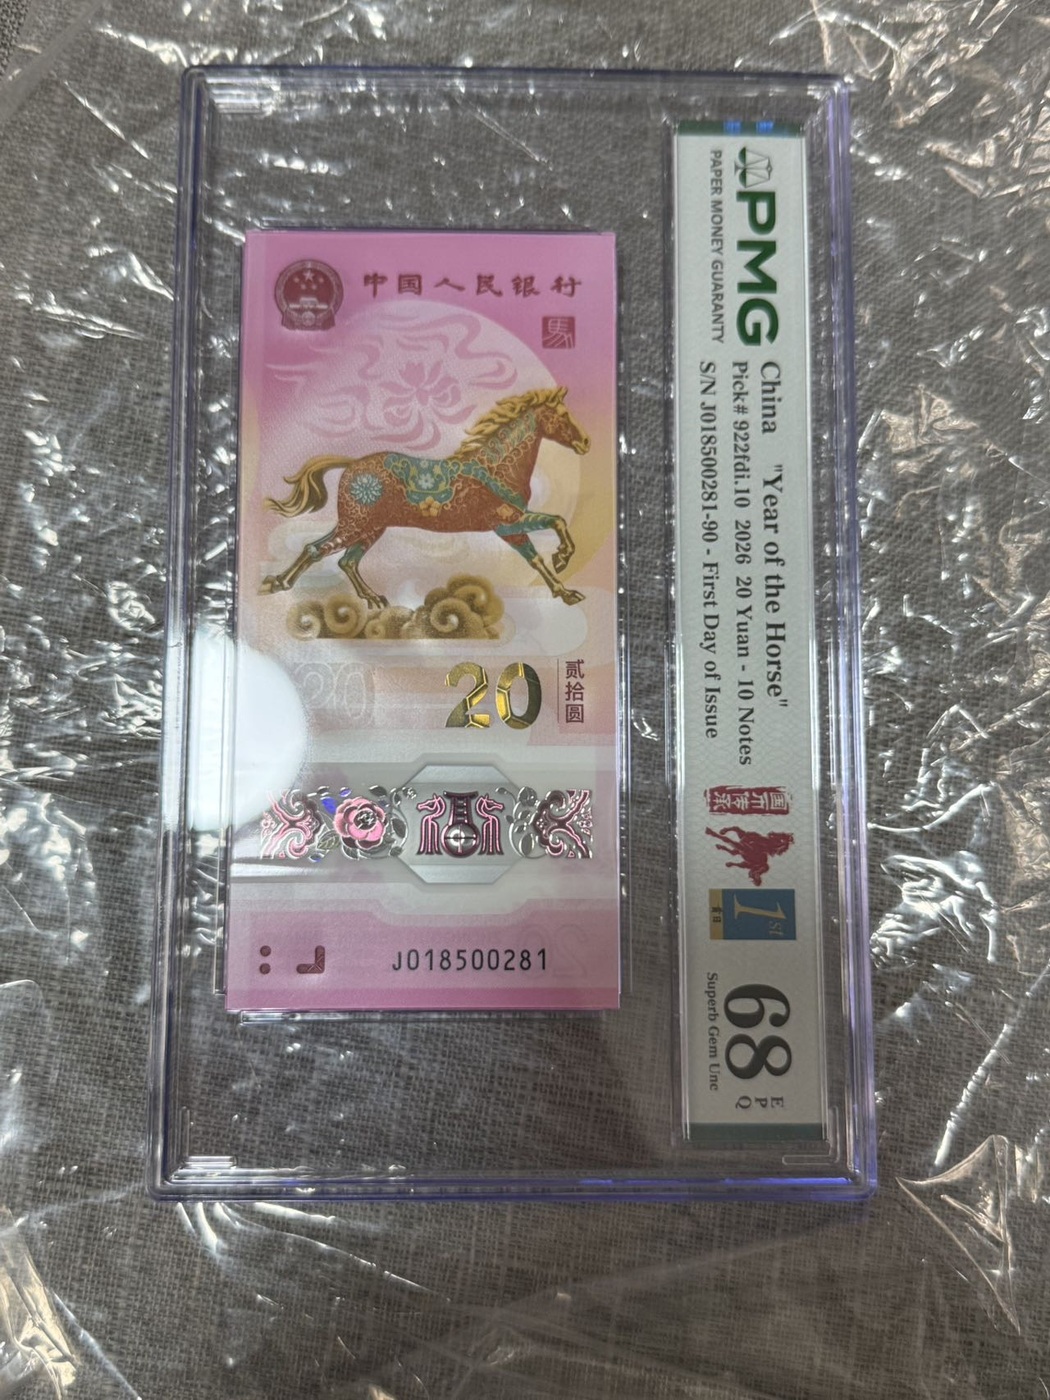 中国人民银行
馬
20
20
贰拾圆
J018500281
PMG
PAPER MONEY GUARANTY
China "Year of the Horse"
Pick# 922fdi.10 2026 20 Yuan - 10 Notes
S/N J018500281-90 - First Day of Issue
1ST
68
EPQ
Superb Gem Unc